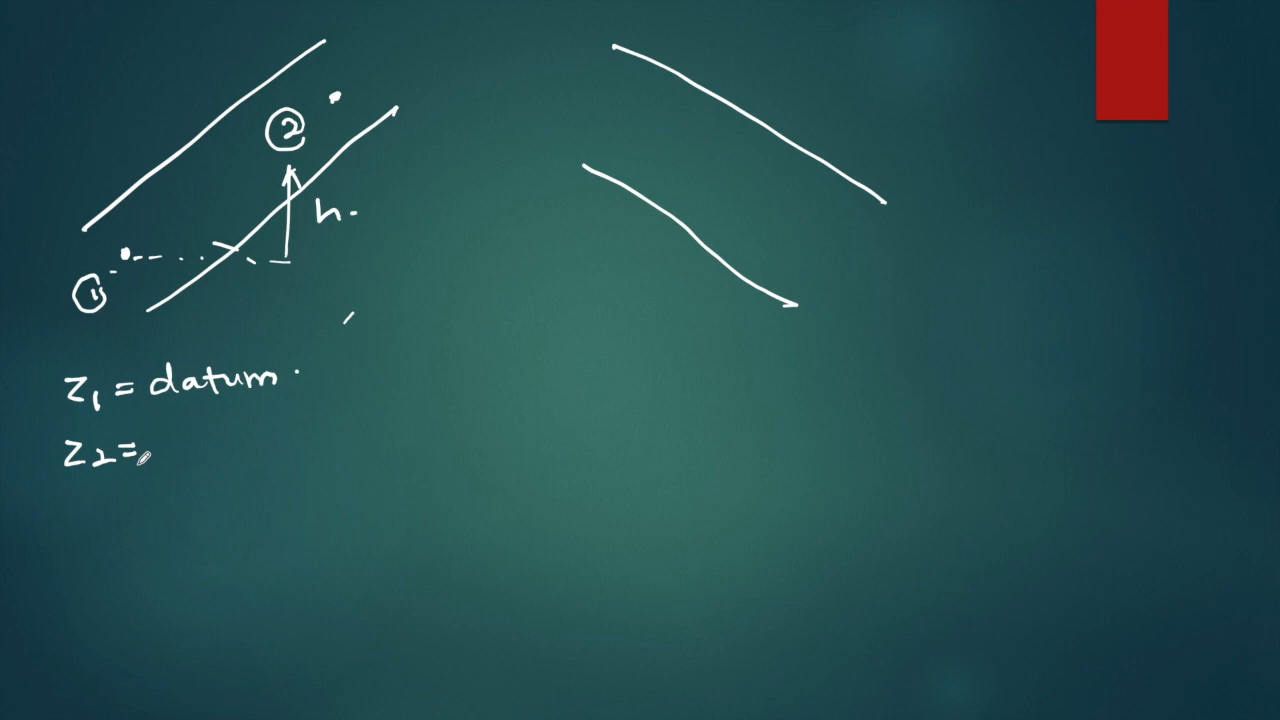 ②
h.
①
z₁ = datum.
z₂=